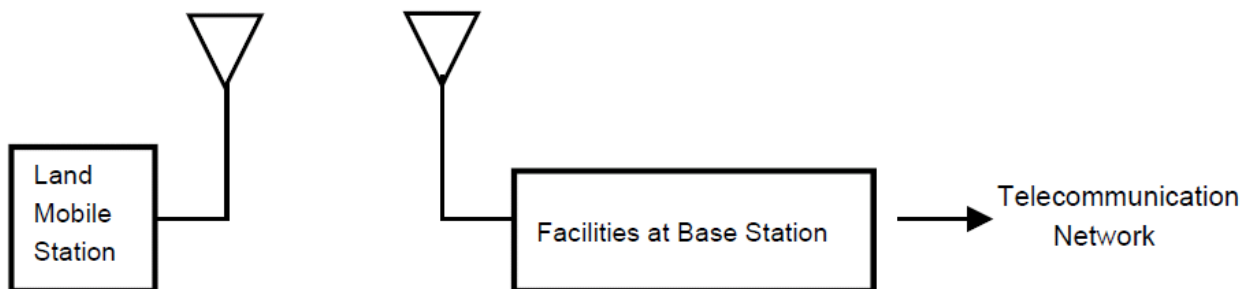 Land
Mobile
Station
Facilities at Base Station
Telecommunication
Network